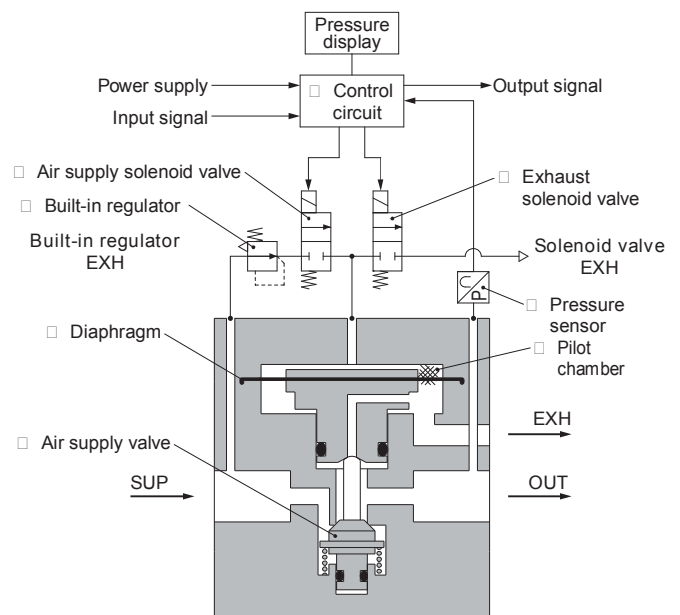 Pressure
display
Power supply
Input signal
□ Control
circuit
Output signal
□ Air supply solenoid valve
□ Exhaust
solenoid valve
□ Built-in regulator
Built-in regulator
EXH
Solenoid valve
EXH
P
□ Pressure
sensor
□ Diaphragm
□ Pilot
chamber
EXH
□ Air supply valve
SUP
OUT